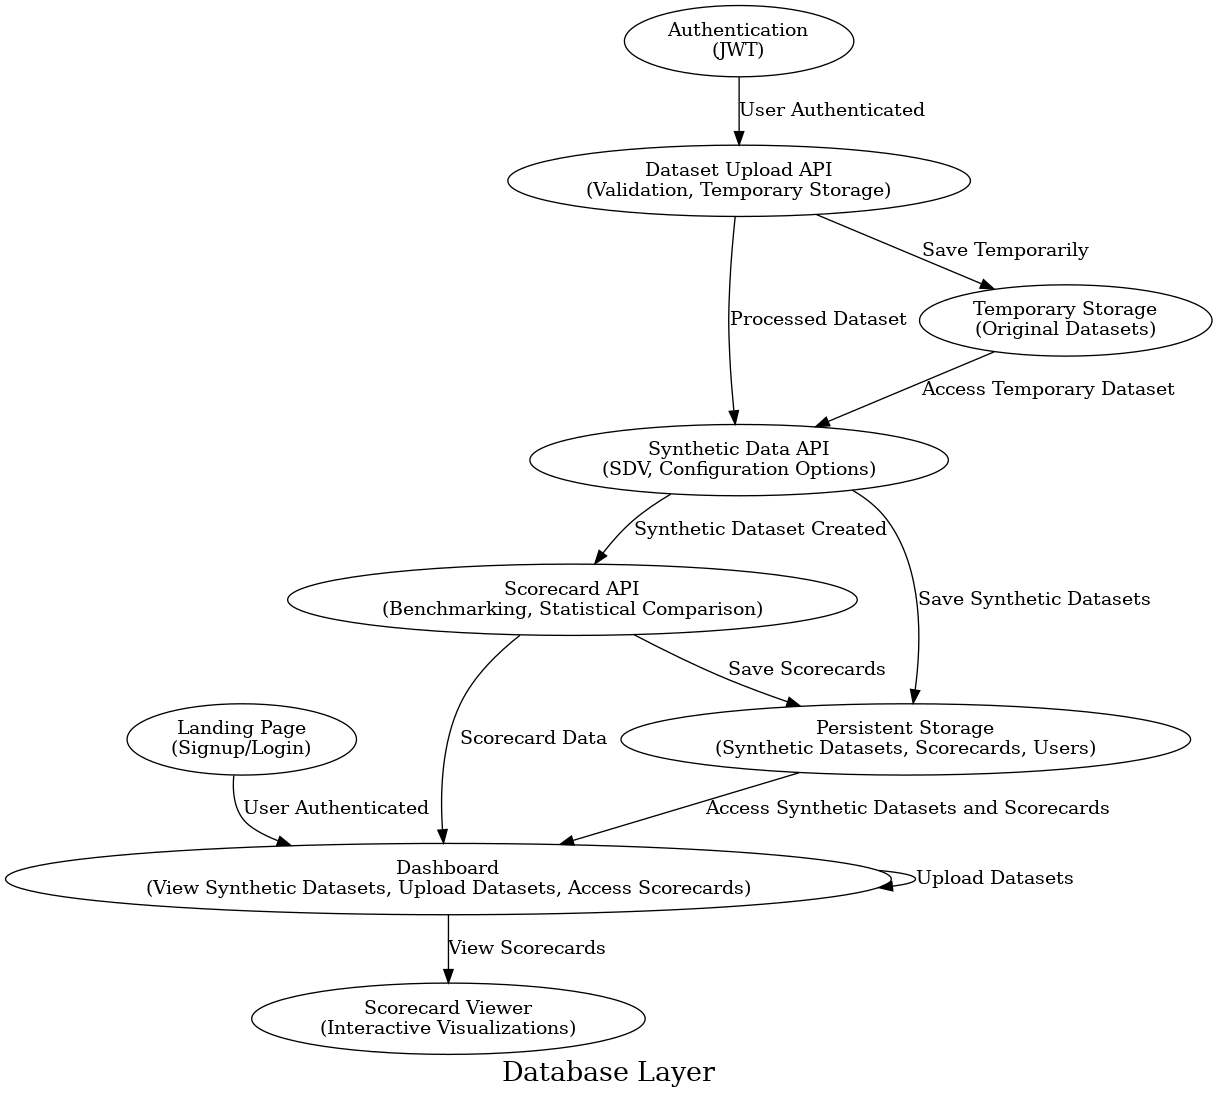 Authentication
(JWT)
User Authenticated
Dataset Upload API
(Validation, Temporary Storage)
Save Temporarily
Processed Dataset
Temporary Storage
(Original Datasets)
Access Temporary Dataset
Synthetic Data API
(SDV, Configuration Options)
Synthetic Dataset Created
Scorecard API
(Benchmarking, Statistical Comparison)
Save Synthetic Datasets
Save Scorecards
Landing Page
(Signup/Login)
Scorecard Data
Persistent Storage
(Synthetic Datasets, Scorecards, Users)
User Authenticated
Access Synthetic Datasets and Scorecards
Dashboard
(View Synthetic Datasets, Upload Datasets, Access Scorecards)
Upload Datasets
View Scorecards
Scorecard Viewer
(Interactive Visualizations)
Database Layer